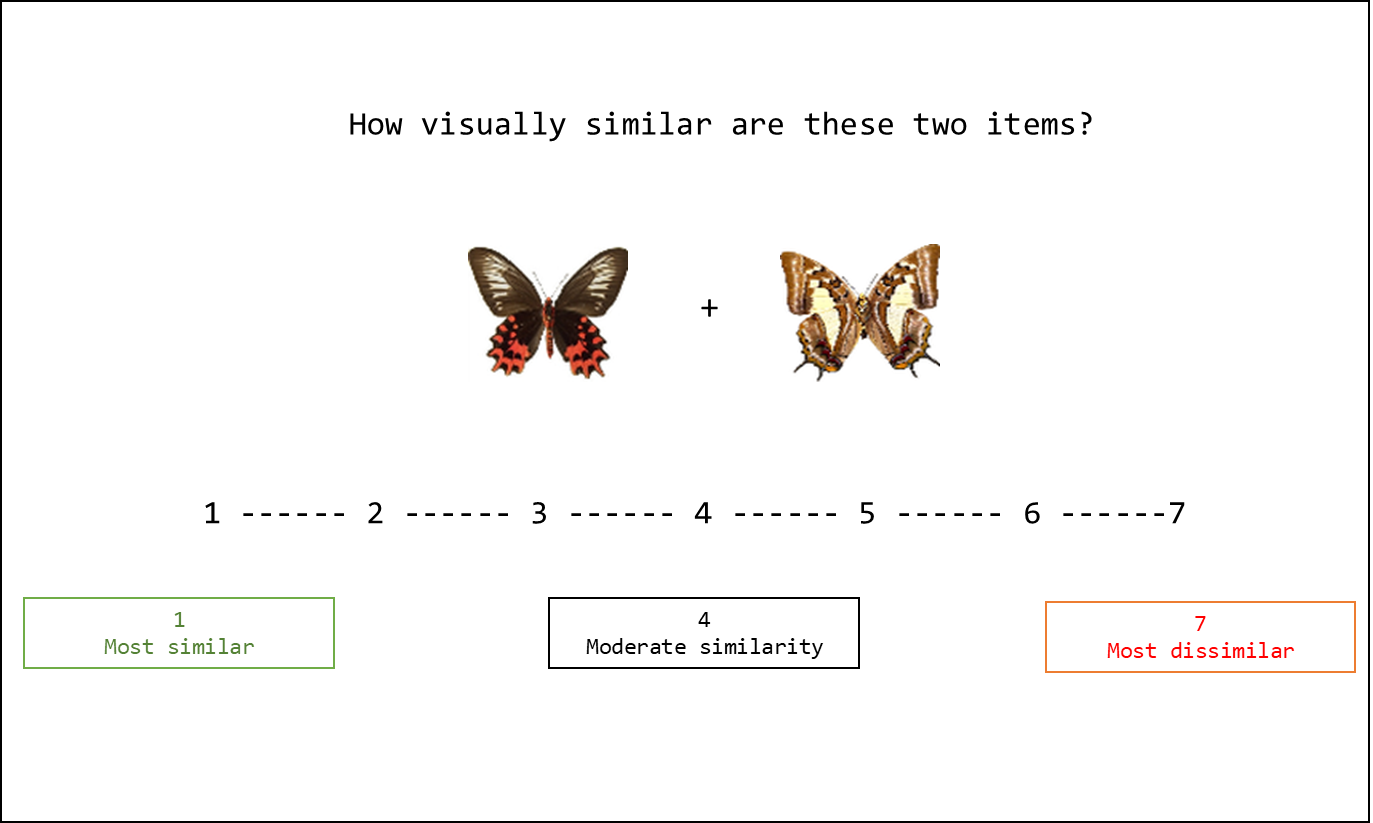 How visually similar are these two items?
+
1 ------ 2 ------ 3 ------ 4 ------ 5 ------ 6 ------7
1
Most similar
4
Moderate similarity
7
Most dissimilar